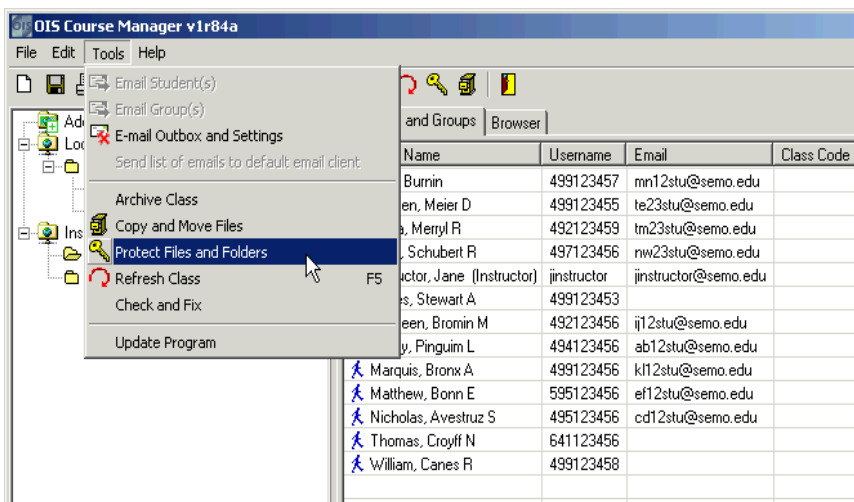 OIS Course Manager v1r84a
File Edit Tools Help
Email Student(s)
Email Group(s)
E-mail Outbox and Settings
Send list of emails to default email client
Archive Class
Copy and Move Files
Protect Files and Folders
Refresh Class F5
Check and Fix
Update Program
and Groups Browser
Name Username Email Class Code
Burnin 499123457 mn12stu@semo.edu
en, Meier D 499123455 te23stu@semo.edu
, Merryl R 492123459 tm23stu@semo.edu
, Schubert R 497123456 nw23stu@semo.edu
uctor, Jane (Instructor) jinstructor jinstructor@semo.edu
es, Stewart A 499123453
een, Bromin M 492123456 ij12stu@semo.edu
y, Pinguim L 494123456 ab12stu@semo.edu
Marquis, Bronx A 499123456 kl12stu@semo.edu
Matthew, Bonn E 595123456 ef12stu@semo.edu
Nicholas, Avestruz S 495123456 cd12stu@semo.edu
Thomas, Croyff N 641123456
William, Canes R 499123458